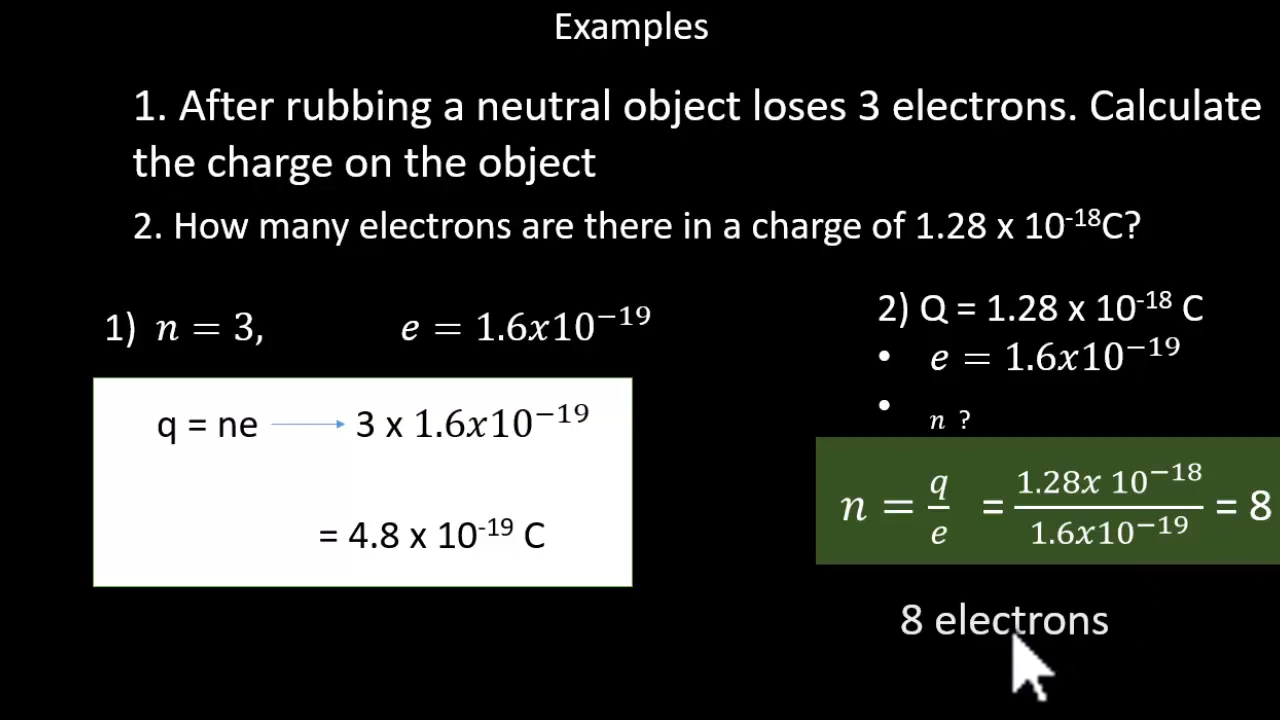 Examples
1. After rubbing a neutral object loses 3 electrons. Calculate
the charge on the object
2. How many electrons are there in a charge of 1.28 x 10⁻¹⁸C?
1) n = 3, e = 1.6x10⁻¹⁹
q = ne → 3 x 1.6x10⁻¹⁹
= 4.8 x 10⁻¹⁹ C
2) Q = 1.28 x 10⁻¹⁸ C
• e = 1.6x10⁻¹⁹
• n ?
n = q/e = 1.28x 10⁻¹⁸/1.6x10⁻¹⁹ = 8
8 electrons